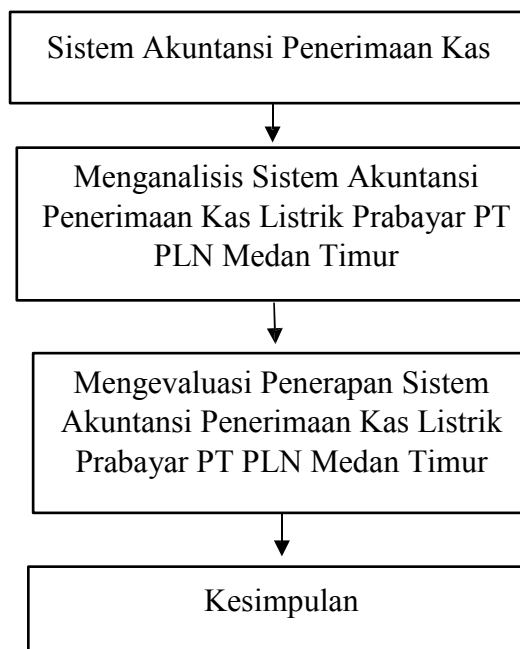 Sistem Akuntansi Penerimaan Kas
Menganalisis Sistem Akuntansi
Penerimaan Kas Listrik Prabayar PT
PLN Medan Timur
Mengevaluasi Penerapan Sistem
Akuntansi Penerimaan Kas Listrik
Prabayar PT PLN Medan Timur
Kesimpulan